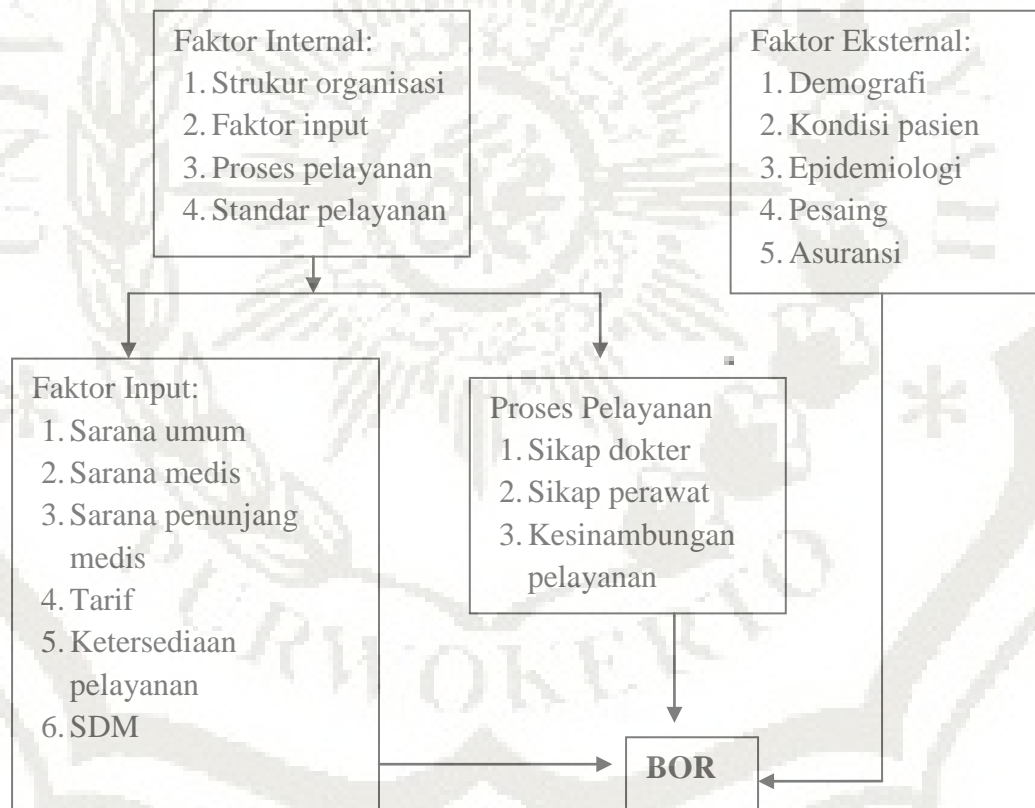 Faktor Internal:
1. Strukur organisasi
2. Faktor input
3. Proses pelayanan
4. Standar pelayanan
Faktor Eksternal:
1. Demografi
2. Kondisi pasien
3. Epidemiologi
4. Pesaing
5. Asuransi
Faktor Input:
1. Sarana umum
2. Sarana medis
3. Sarana penunjang
medis
4. Tarif
5. Ketersediaan
pelayanan
6. SDM
Proses Pelayanan
1. Sikap dokter
2. Sikap perawat
3. Kesinambungan
pelayanan
BOR
URWOKERTO